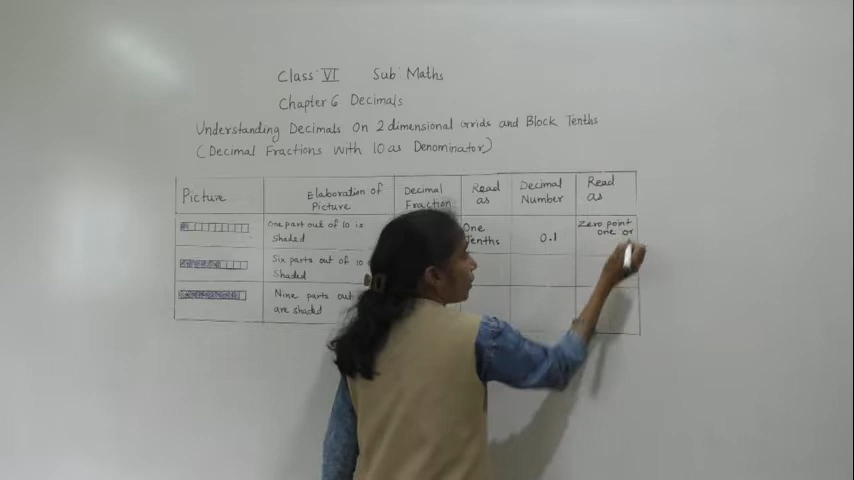 Class VI Sub: Maths
Chapter 6 Decimals
Understanding Decimals On 2 dimensional Grids and Block Tenths
(Decimal Fractions With 10 as Denominator)
Picture
Elaboration of
Picture
Decimal
Fraction
Read
as
Decimal
Number
Read
as
One part out of 10 is
Shaded
One
Tenths
0.1
Zero point
one or
Six parts out of 10
Shaded
Nine parts out
are shaded